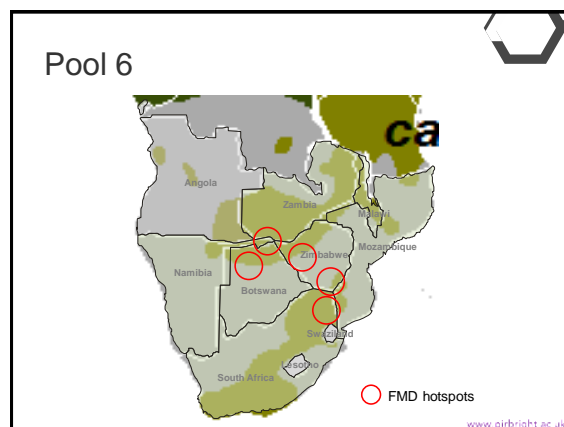 Pool 6
ca
Angola
Zambia
Malawi
Mozambique
Zimbabwe
Namibia
Botswana
Swaziland
Lesotho
South Africa
FMD hotspots
www.pirbright.ac.uk